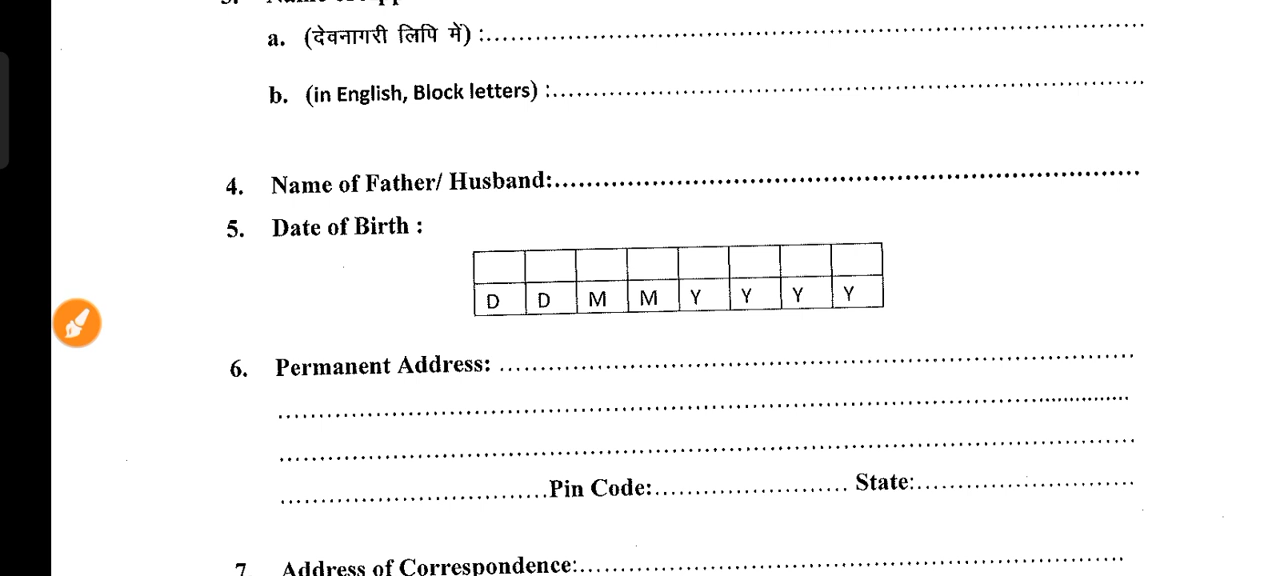 a. (देवनागरी लिपि में) :
b. (in English, Block letters) :
4. Name of Father/ Husband:
5. Date of Birth :
D D M M Y Y Y Y
6. Permanent Address:
Pin Code: State:
7. Address of Correspondence: